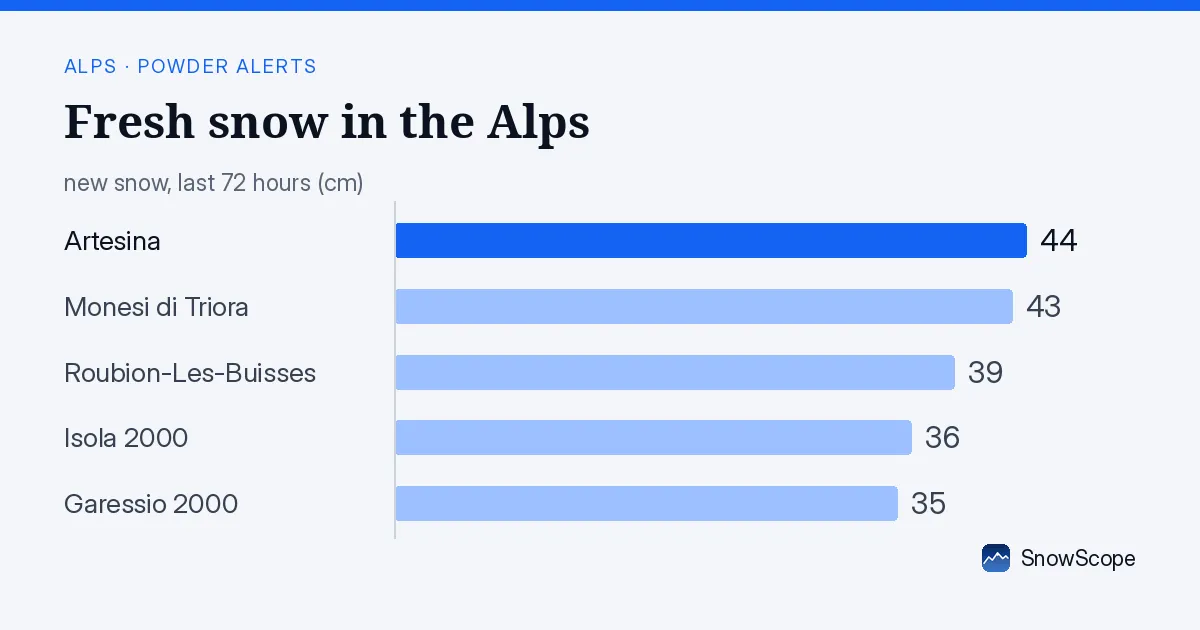 ALPS · POWDER ALERTS
Fresh snow in the Alps
new snow, last 72 hours (cm)
Artesina 44
Monesi di Triora 43
Roubion-Les-Buisses 39
Isola 2000 36
Garessio 2000 35
SnowScope